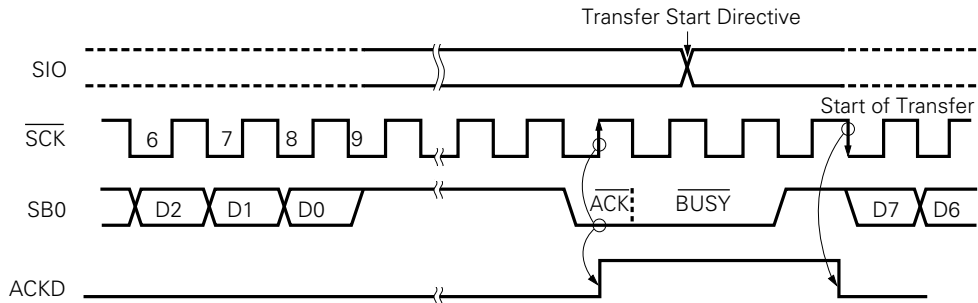 Transfer Start Directive
SIO
Start of Transfer
SCK
6 7 8 9
SB0
D2 D1 D0 ACK BUSY D7 D6
ACKD